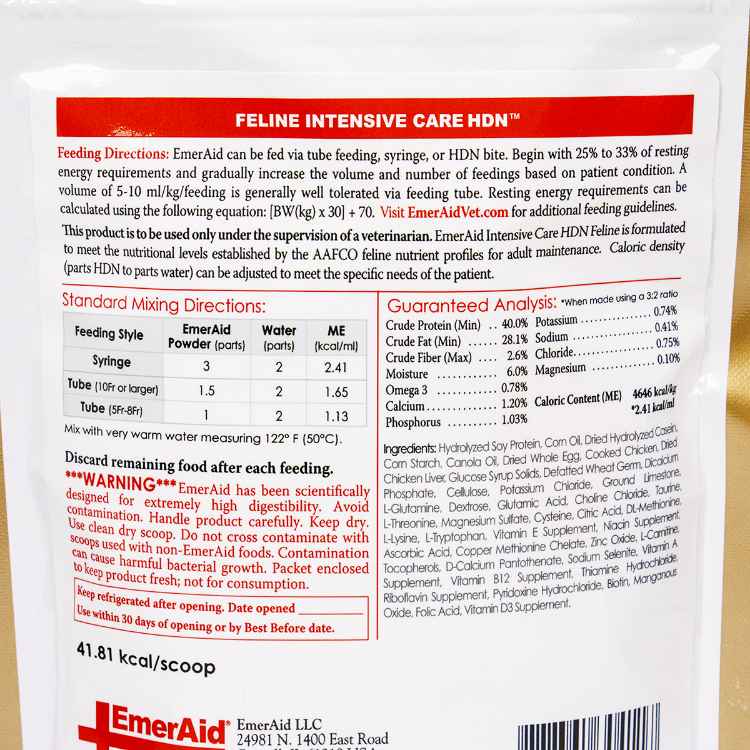 FELINE INTENSIVE CARE HDN™
Feeding Directions: EmerAid can be fed via tube feeding, syringe, or HDN bite. Begin with 25% to 33% of resting
energy requirements and gradually increase the volume and number of feedings based on patient condition. A
volume of 5-10 ml/kg/feeding is generally well tolerated via feeding tube. Resting energy requirements can be
calculated using the following equation: [BW(kg) x 30] + 70. Visit EmerAidVet.com for additional feeding guidelines.
This product is to be used only under the supervision of a veterinarian. EmerAid Intensive Care HDN Feline is formulated
to meet the nutritional levels established by the AAFCO feline nutrient profiles for adult maintenance. Caloric density
(parts HDN to parts water) can be adjusted to meet the specific needs of the patient.
Standard Mixing Directions:
Feeding Style EmerAid Powder (parts) Water (parts) ME (kcal/ml)
Syringe 3 2 2.41
Tube (10Fr or larger) 1.5 2 1.65
Tube (5Fr-8Fr) 1 2 1.13
Mix with very warm water measuring 122° F (50°C).
Discard remaining food after each feeding.
***WARNING*** EmerAid has been scientifically
designed for extremely high digestibility. Avoid
contamination. Handle product carefully. Keep dry.
Use clean dry scoop. Do not cross contaminate with
scoops used with non-EmerAid foods. Contamination
can cause harmful bacterial growth. Packet enclosed
to keep product fresh; not for consumption.
Keep refrigerated after opening. Date opened ___________
Use within 30 days of opening or by Best Before date.
41.81 kcal/scoop
Guaranteed Analysis: *When made using a 3:2 ratio
Crude Protein (Min) .. 40.0%
Crude Fat (Min) ...... 28.1%
Crude Fiber (Max) .... 2.6%
Moisture ............ 6.0%
Omega 3 ............ 0.78%
Calcium............. 1.20%
Phosphorus .......... 1.03%
Potassium .................. 0.74%
Sodium .................... 0.41%
Chloride................... 0.75%
Magnesium ................ 0.10%
Caloric Content (ME) 4646 kcal/kg
*2.41 kcal/ml
Ingredients: Hydrolyzed Soy Protein, Corn Oil, Dried Hydrolyzed Casein,
Corn Starch, Canola Oil, Dried Whole Egg, Cooked Chicken, Dried
Chicken Liver, Glucose Syrup Solids, Defatted Wheat Germ, Dicalcium
Phosphate, Cellulose, Potassium Chloride, Ground Limestone,
L-Glutamine, Dextrose, Glutamic Acid, Choline Chloride, Taurine,
L-Threonine, Magnesium Sulfate, Cysteine, Citric Acid, DL-Methionine,
L-Lysine, L-Tryptophan, Vitamin E Supplement, Niacin Supplement,
Ascorbic Acid, Copper Methionine Chelate, Zinc Oxide, L-Carnitine,
Tocopherols, D-Calcium Pantothenate, Sodium Selenite, Vitamin A
Supplement, Vitamin B12 Supplement, Thiamine Hydrochloride,
Riboflavin Supplement, Pyridoxine Hydrochloride, Biotin, Manganous
Oxide, Folic Acid, Vitamin D3 Supplement.
EmerAid®
EmerAid LLC
24981 N. 1400 East Road